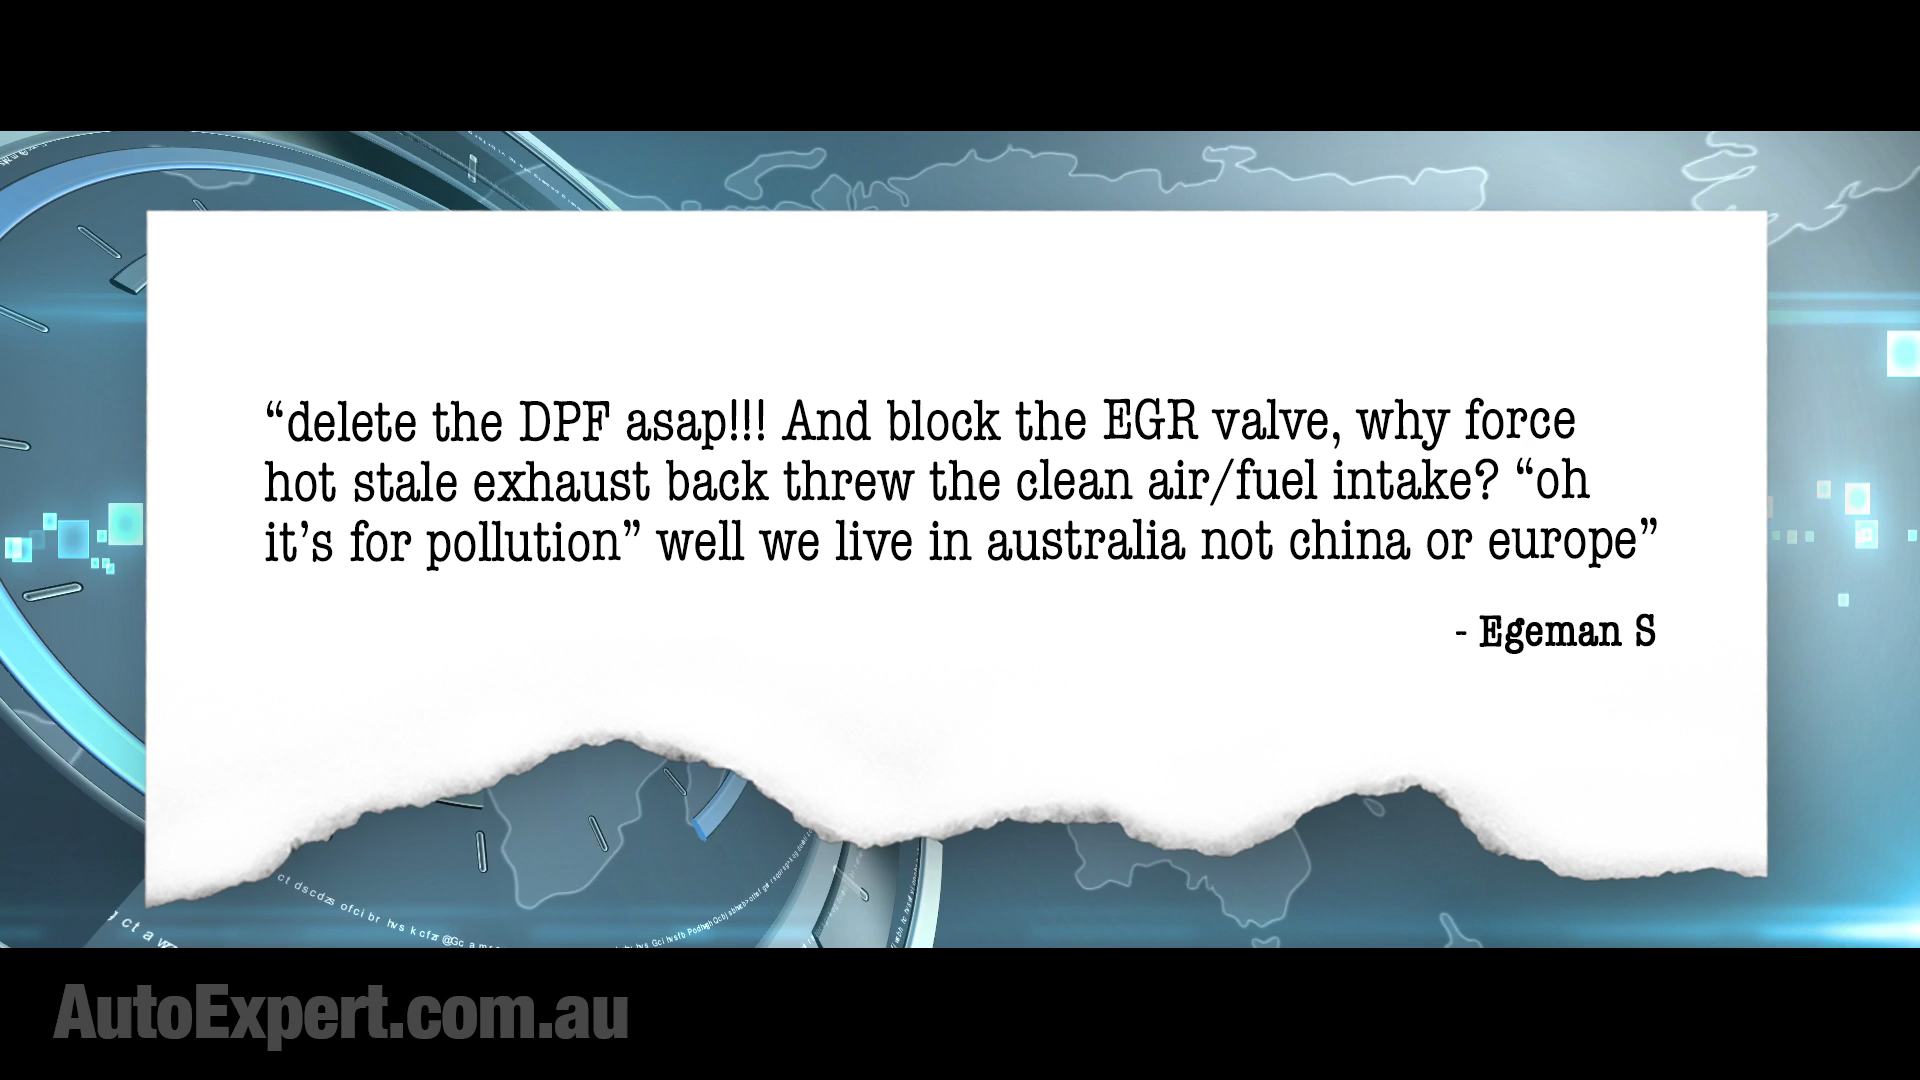 “delete the DPF asap!!! And block the EGR valve, why force
hot stale exhaust back threw the clean air/fuel intake? “oh
it’s for pollution” well we live in australia not china or europe”
- Egeman S
AutoExpert.com.au